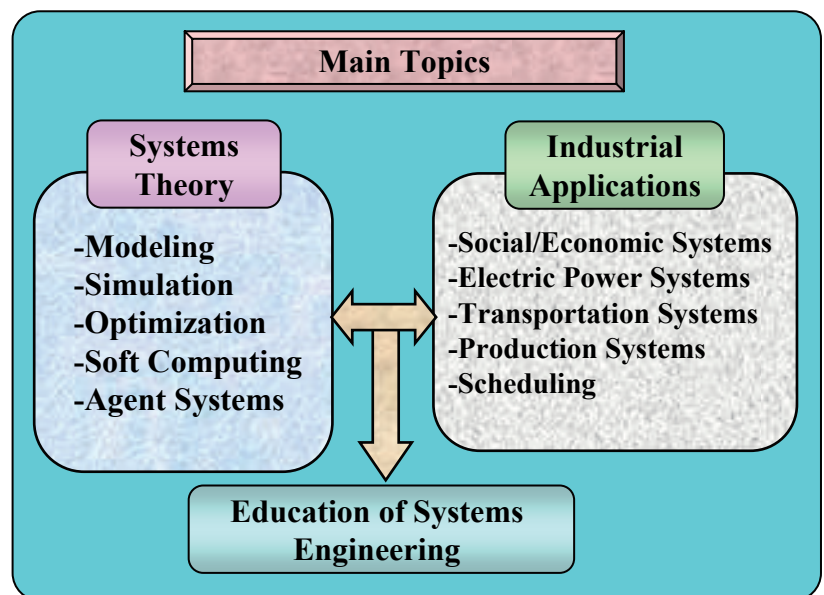 Main Topics
Systems
Theory
-Modeling
-Simulation
-Optimization
-Soft Computing
-Agent Systems
Industrial
Applications
-Social/Economic Systems
-Electric Power Systems
-Transportation Systems
-Production Systems
-Scheduling
Education of Systems
Engineering